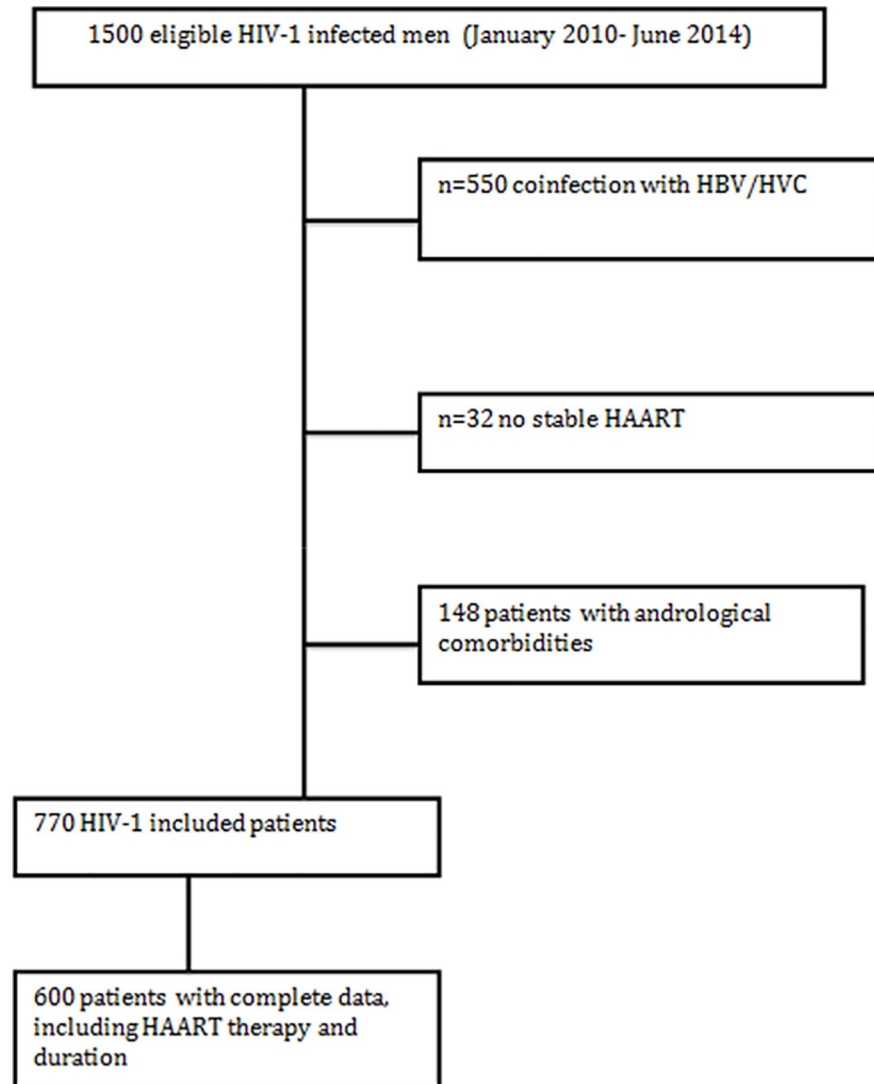 1500 eligible HIV-1 infected men (January 2010- June 2014)
n=550 coinfection with HBV/HVC
n=32 no stable HAART
148 patients with andrological
comorbidities
770 HIV-1 included patients
600 patients with complete data,
including HAART therapy and
duration